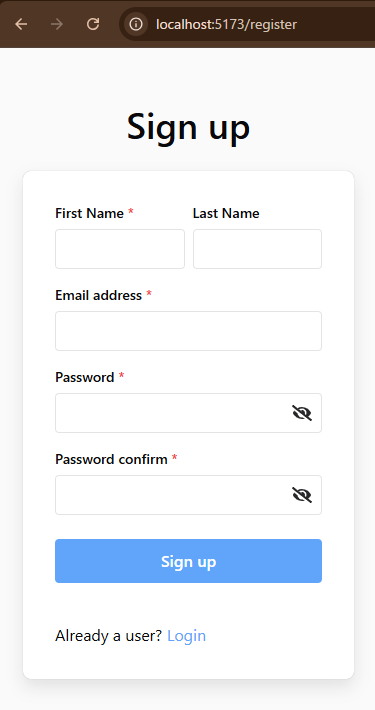 localhost:5173/register
Sign up
First Name * Last Name
Email address *
Password *
Password confirm *
Sign up
Already a user? Login